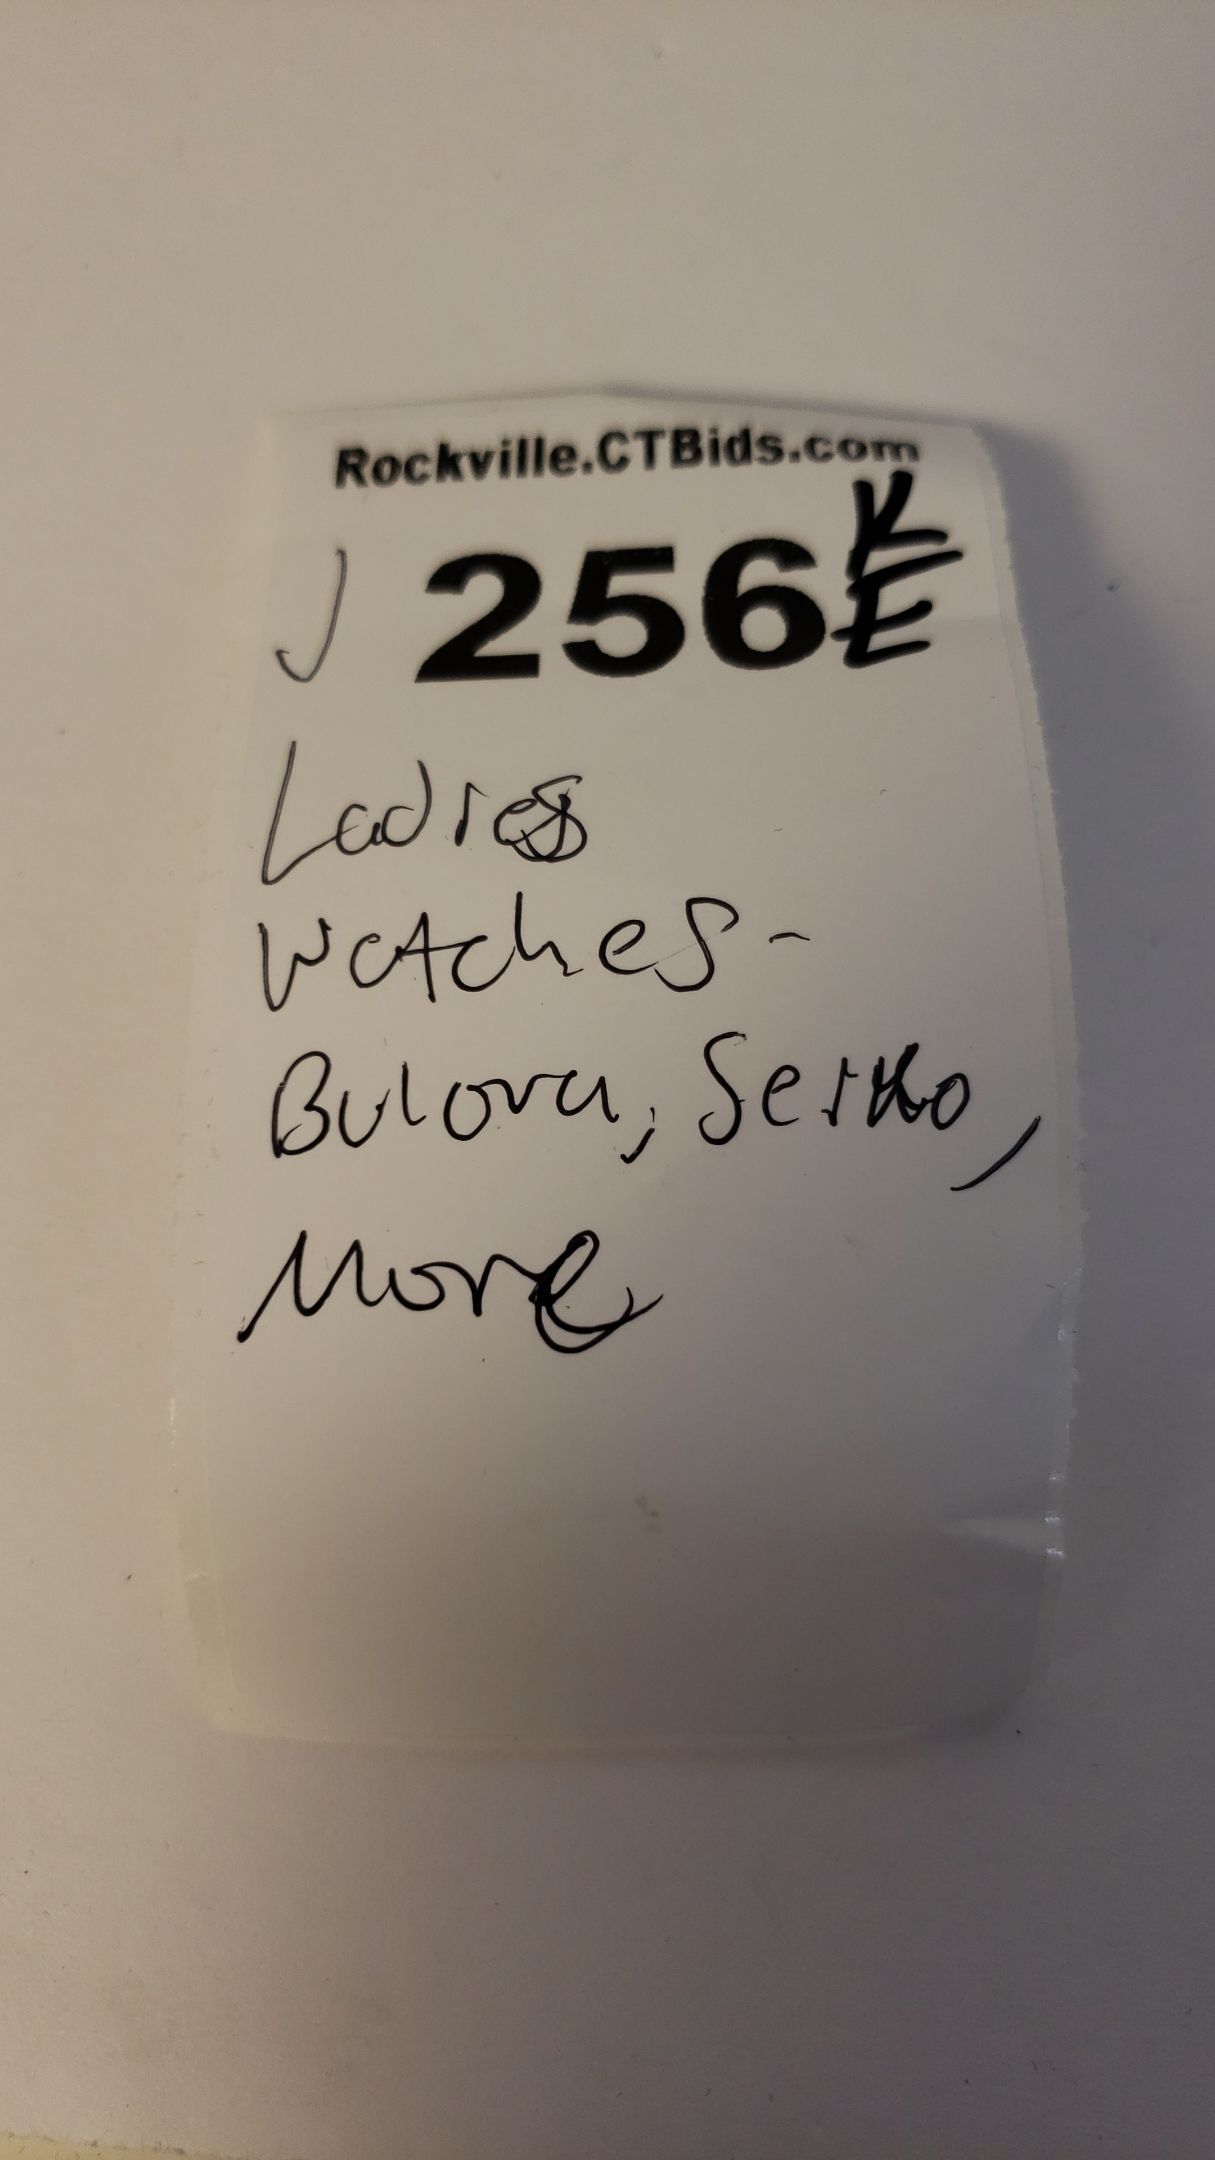 Rockville.CTBids.com
J 256 K E
Ladies
Watches -
Bulova, Seiko,
More